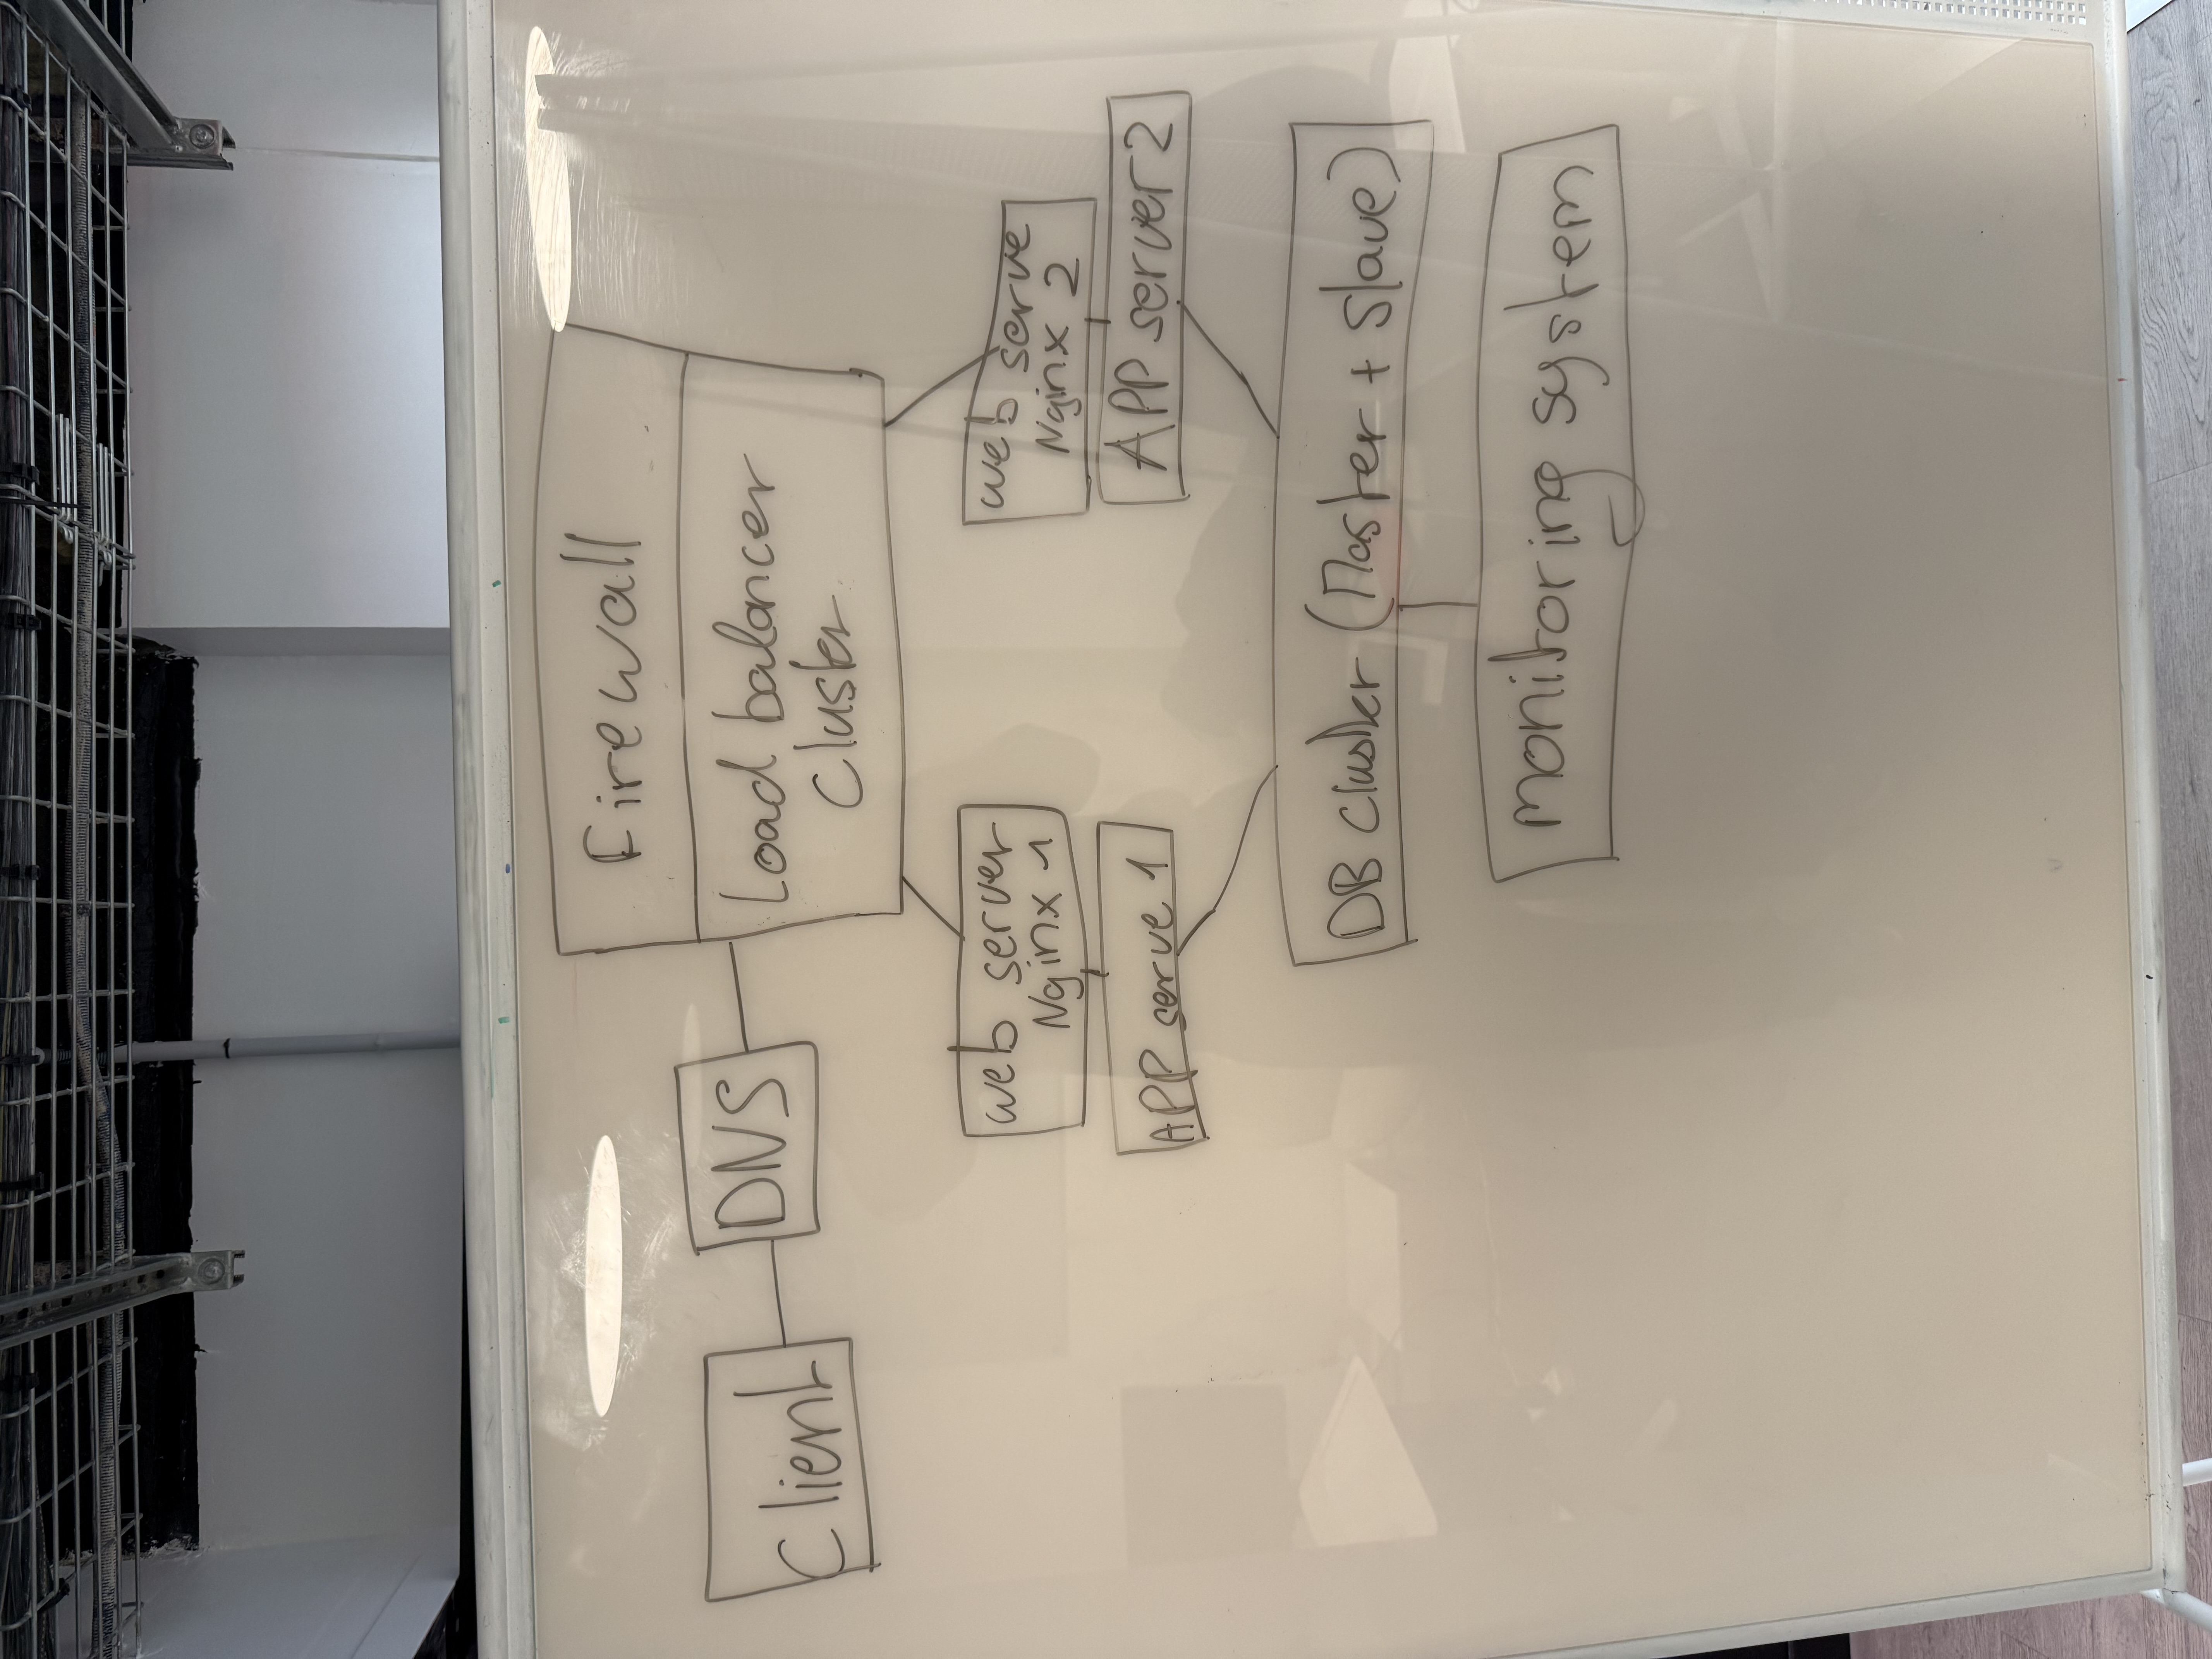 Firewall
Client
DNS
Load balancer
Cluster
web server
Nginx 1
web serve
Nginx 2
APP serve 1
APP server 2
DB cluster (Master + Slave)
monitoring system